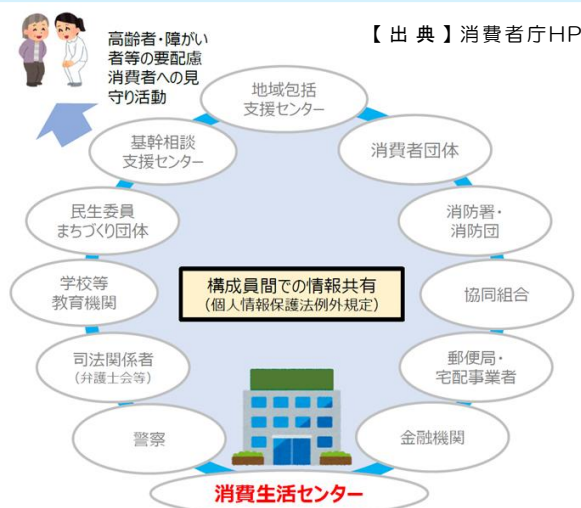 【出典】消費者庁HP
高齢者・障がい
者等の要配慮
消費者への見
守り活動
地域包括
支援センター
基幹相談
支援センター
消費者団体
民生委員
まちづくり団体
消防署・
消防団
学校等
教育機関
構成員間での情報共有
（個人情報保護法例外規定）
協同組合
司法関係者
（弁護士会等）
郵便局・
宅配事業者
警察
金融機関
消費生活センター